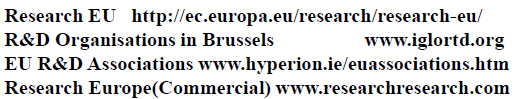 Research EU http://ec.europa.eu/research/research-eu/
R&D Organisations in Brussels www.iglortd.org
EU R&D Associations www.hyperion.ie/euassociations.htm
Research Europe(Commercial) www.researchresearch.com